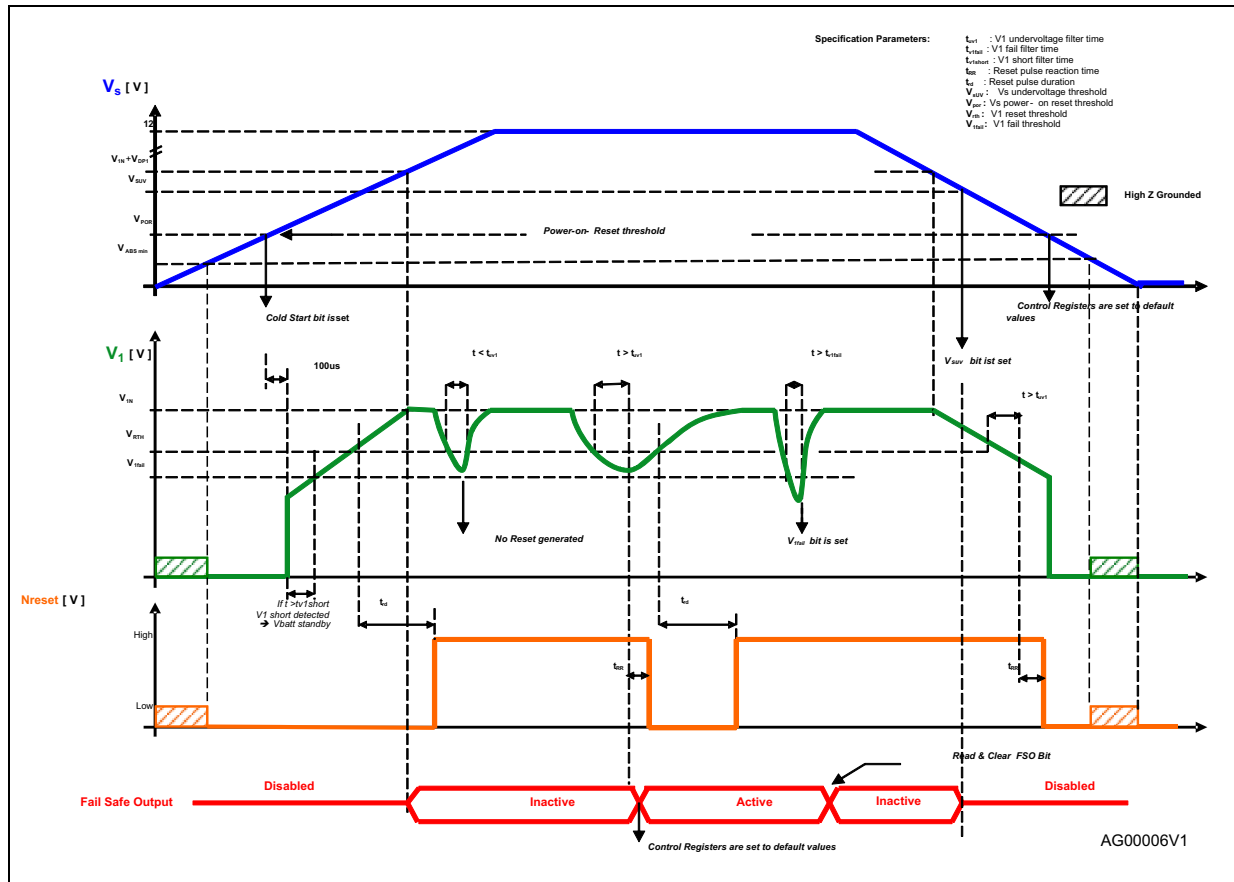 Specification Parameters:
tuv1 : V1 undervoltage filter time
tv1fail : V1 fail filter time
tv1short : V1 short filter time
tRR : Reset pulse reaction time
trd : Reset pulse duration
VsUV : Vs undervoltage threshold
Vpor : Vs power- on reset threshold
Vrth : V1 reset threshold
V1fail : V1 fail threshold
Vs [ V ]
12
V1N +VDP1
VSUV
VPOR
VABS min
High Z Grounded
Power-on- Reset threshold
Cold Start bit isset
Control Registers are set to default
values
VSUV bit ist set
V1 [ V ]
100us
t < tuv1
t > tuv1
t > tv1fail
t > tuv1
V1N
VRTH
V1fail
No Reset generated
V1fail bit is set
If t >tv1short
V1 short detected
➔ Vbatt standby
Nreset [ V ]
High
Low
trd
tRR
trd
tRR
Read & Clear FSO Bit
Fail Safe Output
Disabled
Inactive
Active
Inactive
Disabled
Control Registers are set to default values
AG00006V1